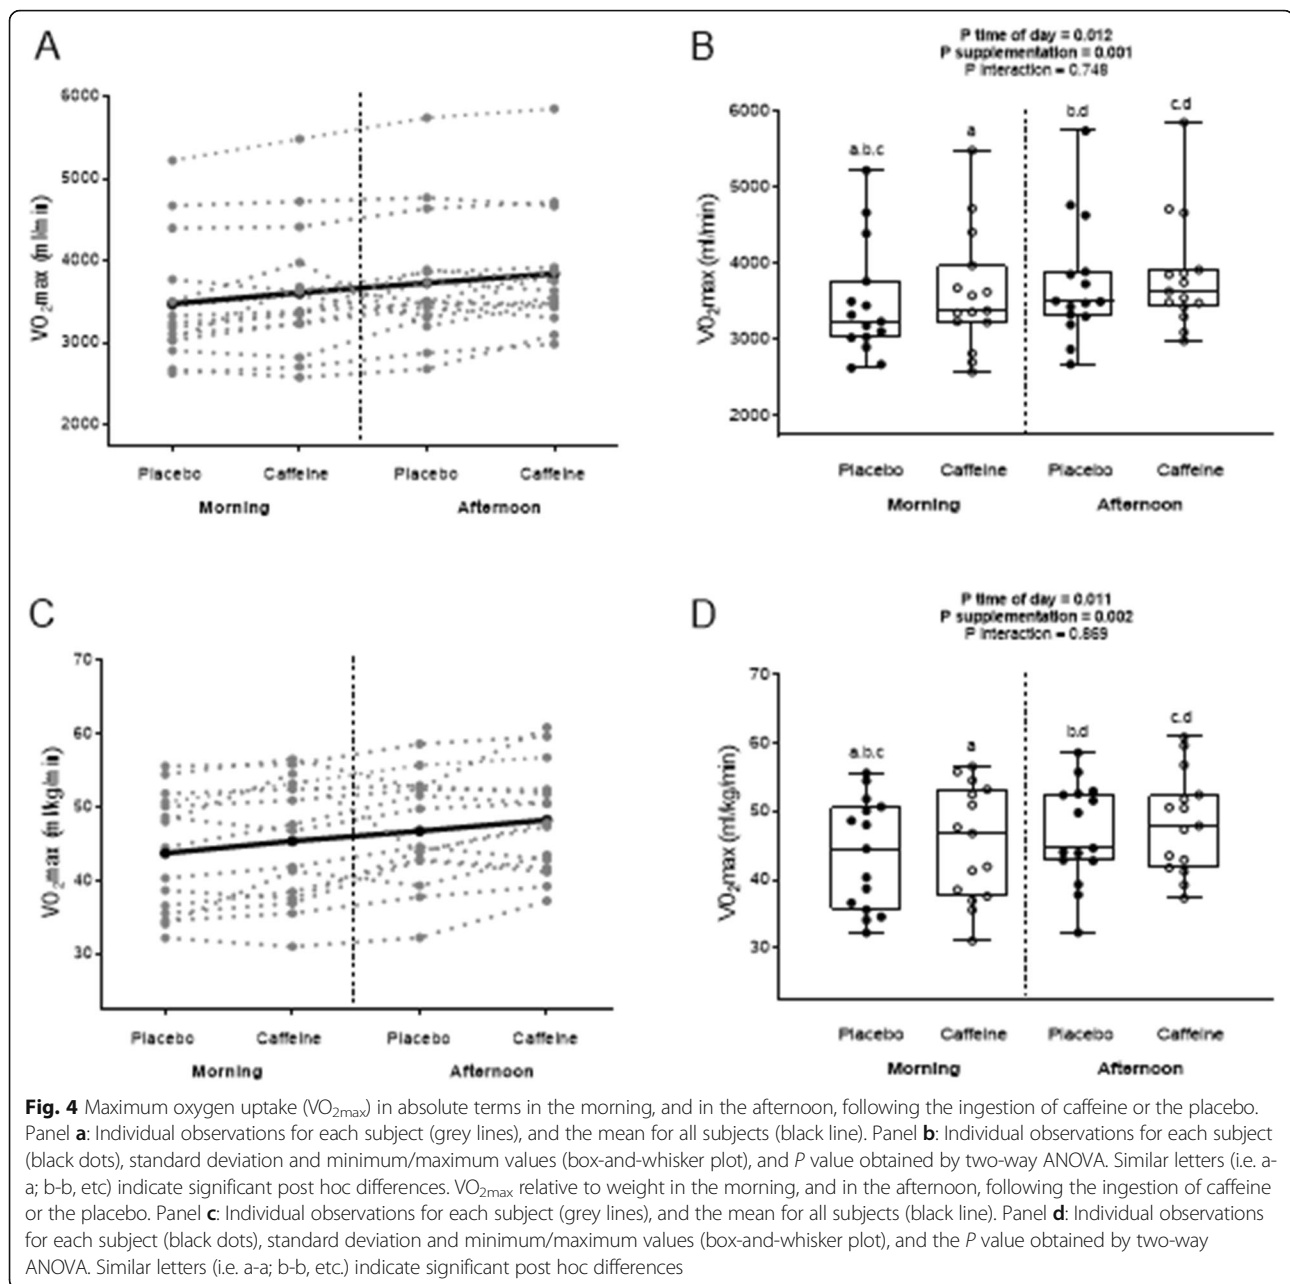 A
6000
5000
4000
3000
2000
VO2max (ml/min)
Placebo Caffeine Placebo Caffeine
Morning Afternoon
B
P time of day = 0.012
P supplementation = 0.001
P interaction = 0.748
6000
5000
4000
3000
2000
VO2max (ml/min)
a,b,c
a
b,d
c,d
Placebo Caffeine Placebo Caffeine
Morning Afternoon
C
70
60
50
40
30
VO2max (ml/kg/min)
Placebo Caffeine Placebo Caffeine
Morning Afternoon
D
P time of day = 0.011
P supplementation = 0.002
P interaction = 0.869
70
60
50
40
30
VO2max (ml/kg/min)
a,b,c
a
b,d
c,d
Placebo Caffeine Placebo Caffeine
Morning Afternoon
Fig. 4 Maximum oxygen uptake (VO2max) in absolute terms in the morning, and in the afternoon, following the ingestion of caffeine or the placebo.
Panel a: Individual observations for each subject (grey lines), and the mean for all subjects (black line). Panel b: Individual observations for each subject
(black dots), standard deviation and minimum/maximum values (box-and-whisker plot), and P value obtained by two-way ANOVA. Similar letters (i.e. a-
a; b-b, etc) indicate significant post hoc differences. VO2max relative to weight in the morning, and in the afternoon, following the ingestion of caffeine
or the placebo. Panel c: Individual observations for each subject (grey lines), and the mean for all subjects (black line). Panel d: Individual observations
for each subject (black dots), standard deviation and minimum/maximum values (box-and-whisker plot), and the P value obtained by two-way
ANOVA. Similar letters (i.e. a-a; b-b, etc.) indicate significant post hoc differences